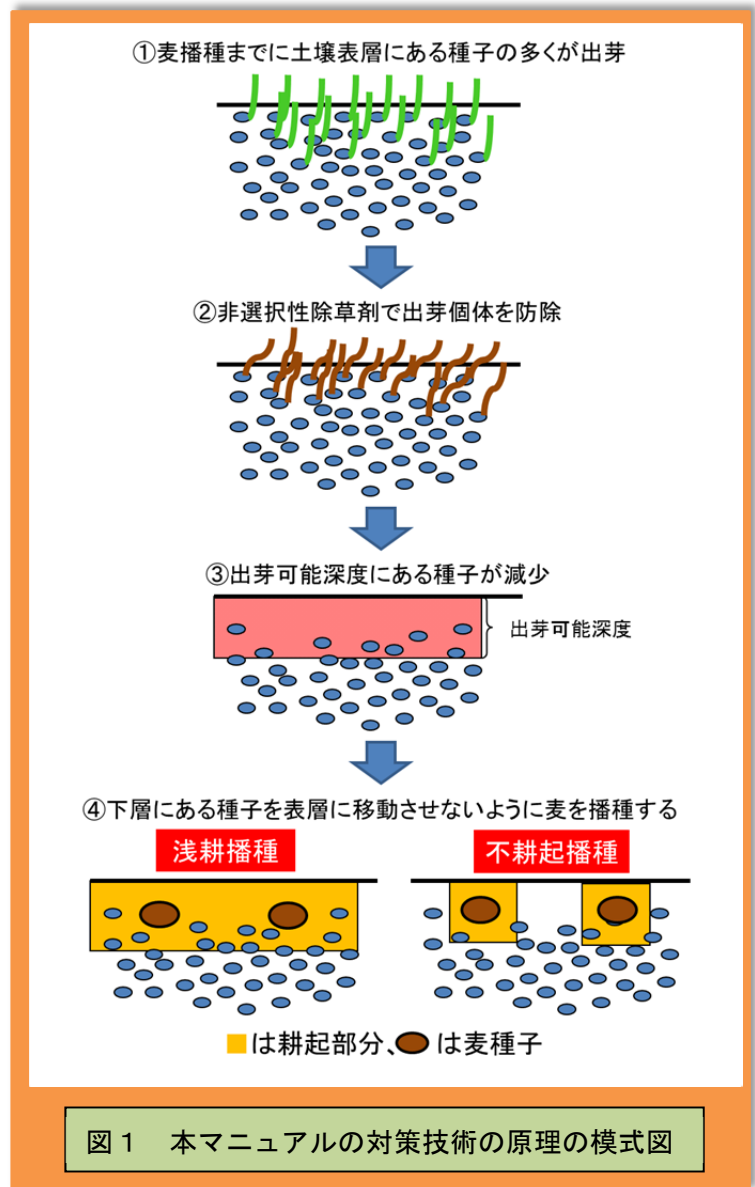 ①麦播種までに土壌表層にある種子の多くが出芽
②非選択性除草剤で出芽個体を防除
③出芽可能深度にある種子が減少
出芽可能深度
④下層にある種子を表層に移動させないように麦を播種する
浅耕播種
不耕起播種
は耕起部分、は麦種子
図1 本マニュアルの対策技術の原理の模式図